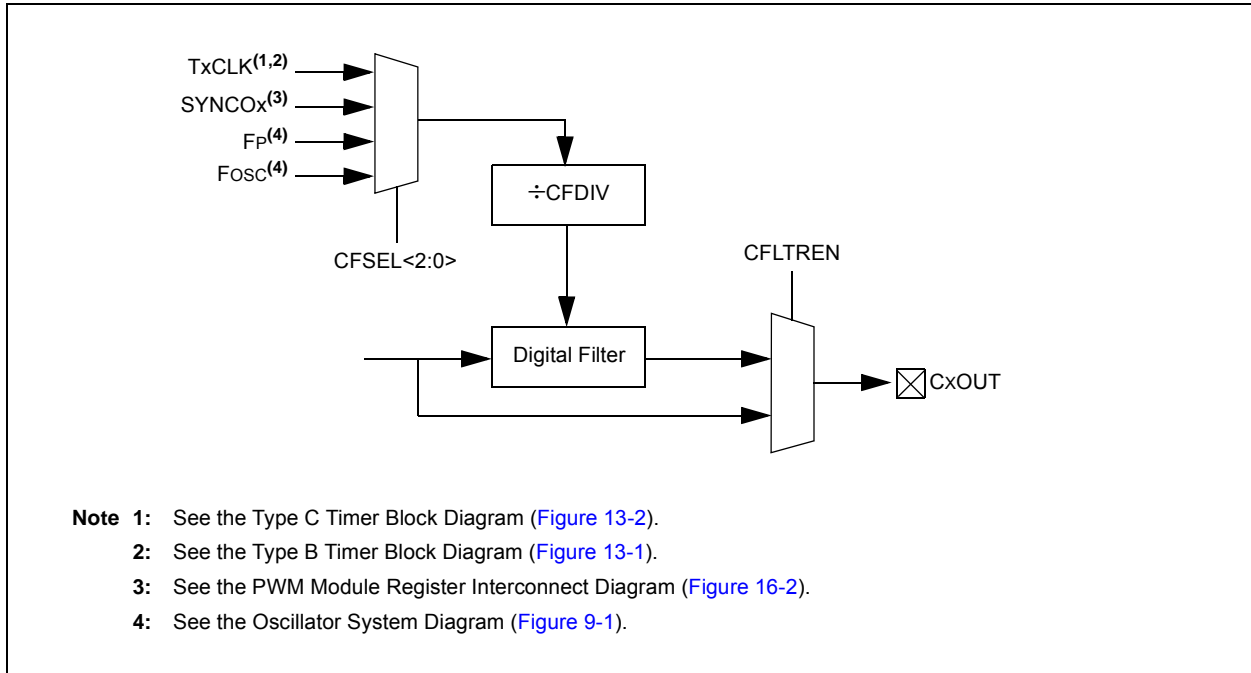 TxCLK(1,2)
SYNCOx(3)
FP(4)
FOSC(4)
÷CFDIV
CFSEL<2:0>
CFLTREN
Digital Filter
CxOUT
Note 1: See the Type C Timer Block Diagram (Figure 13-2).
2: See the Type B Timer Block Diagram (Figure 13-1).
3: See the PWM Module Register Interconnect Diagram (Figure 16-2).
4: See the Oscillator System Diagram (Figure 9-1).